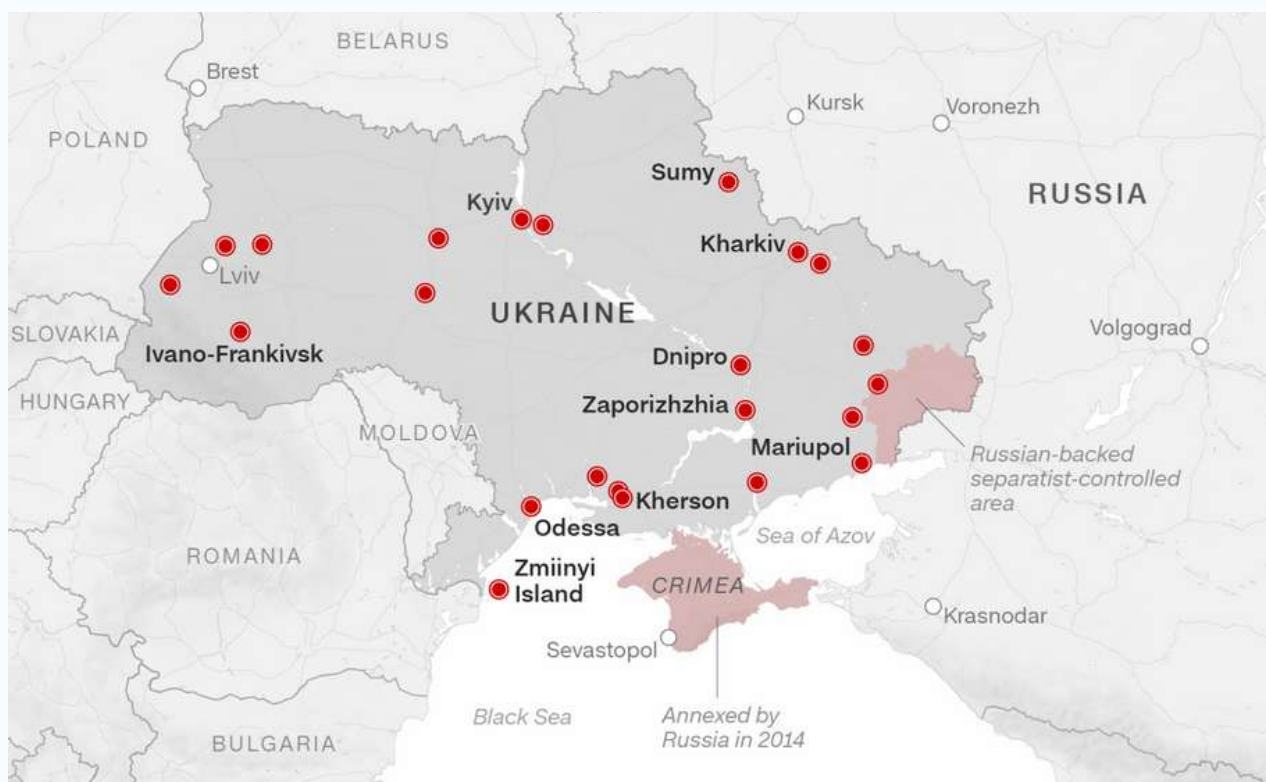 BELARUS
Brest
Kursk
Voronezh
POLAND
Sumy
RUSSIA
Kyiv
Kharkiv
Lviv
UKRAINE
SLOVAKIA
Volgograd
Ivano-Frankivsk
Dnipro
HUNGARY
Zaporizhzhia
MOLDOVA
Mariupol
Russian-backed
separatist-controlled
area
Kherson
Odessa
Sea of Azov
ROMANIA
Zmiinyi
Island
CRIMEA
Krasnodar
Sevastopol
Black Sea
Annexed by
Russia in 2014
BULGARIA